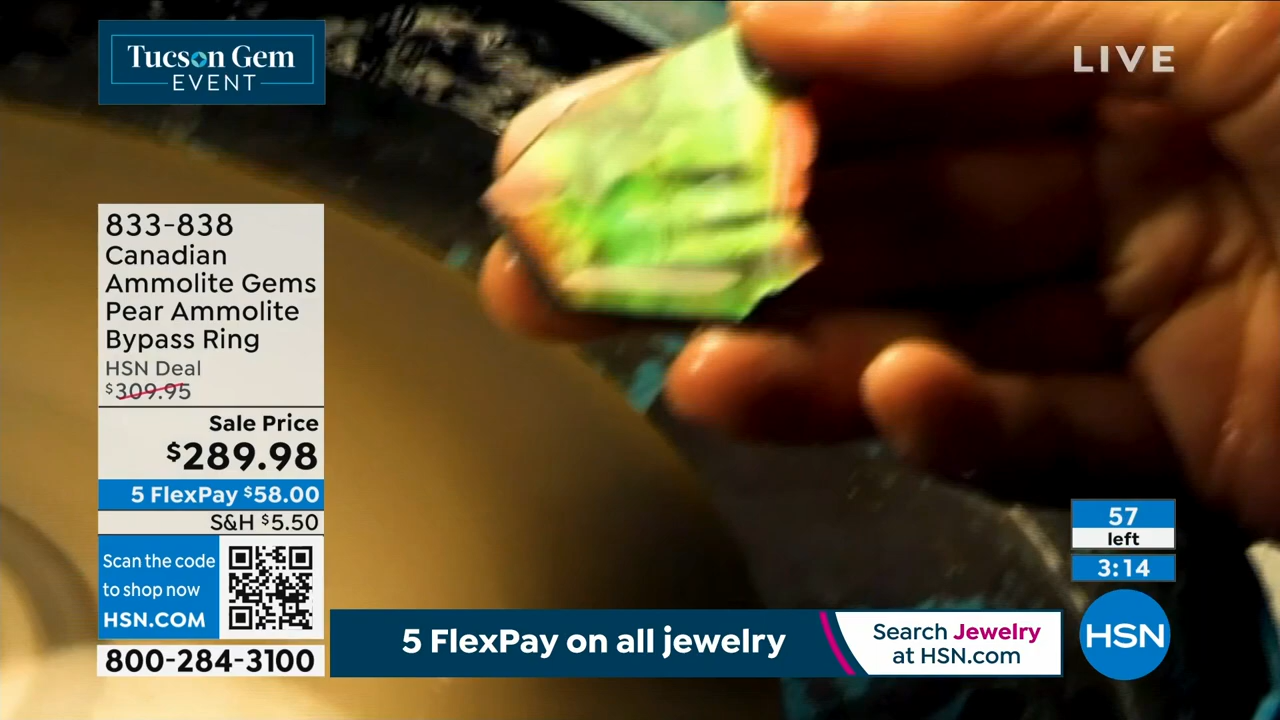 Tucson Gem
EVENT
LIVE
833-838
Canadian
Ammolite Gems
Pear Ammolite
Bypass Ring
HSN Deal
$309.95
Sale Price
$289.98
5 FlexPay $58.00
S&H $5.50
Scan the code
to shop now
HSN.COM
800-284-3100
57
left
3:14
5 FlexPay on all jewelry
Search Jewelry
at HSN.com
HSN